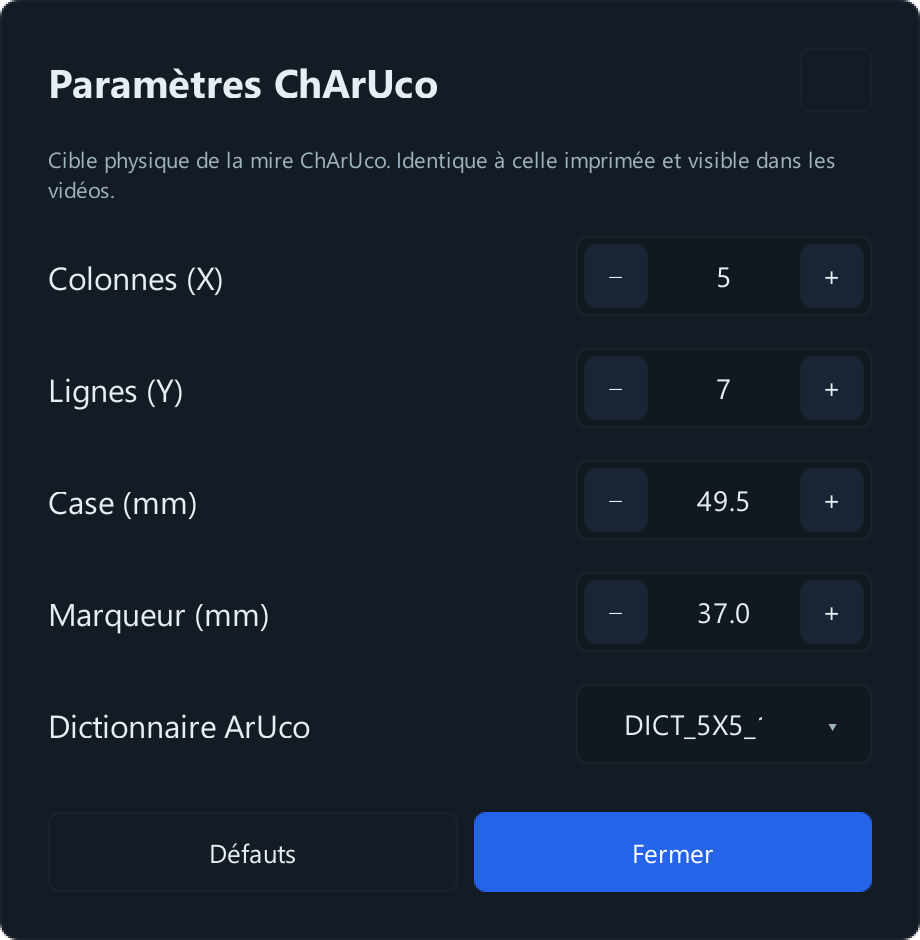 Paramètres ChArUco
Cible physique de la mire ChArUco. Identique à celle imprimée et visible dans les
vidéos.
Colonnes (X)
− 5 +
Lignes (Y)
− 7 +
Case (mm)
− 49.5 +
Marqueur (mm)
− 37.0 +
Dictionnaire ArUco
DICT_5X5_
Défauts
Fermer